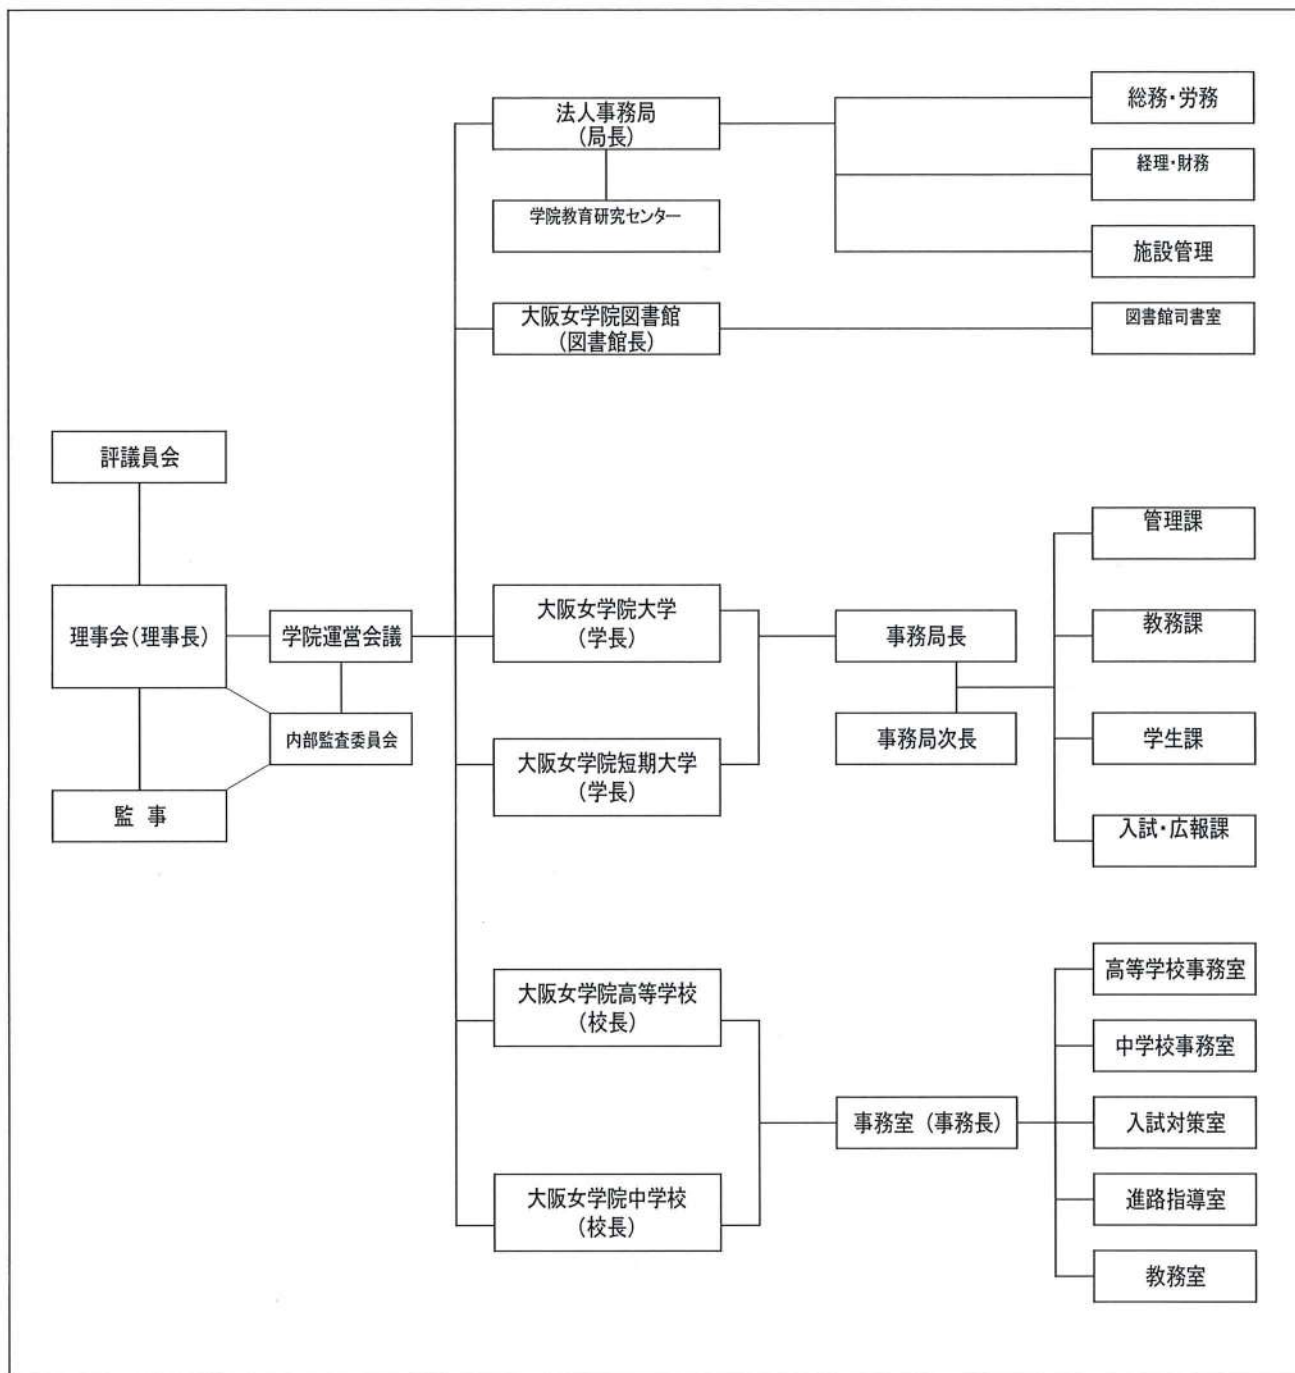 総務・労務
法人事務局
(局長)
経理・財務
学院教育研究センター
施設管理
大阪女学院図書館
(図書館長)
図書館司書室
評議員会
管理課
大阪女学院大学
(学長)
理事会(理事長)
学院運営会議
事務局長
教務課
内部監査委員会
大阪女学院短期大学
(学長)
事務局次長
学生課
監 事
入試・広報課
高等学校事務室
大阪女学院高等学校
(校長)
中学校事務室
事務室(事務長)
入試対策室
大阪女学院中学校
(校長)
進路指導室
教務室